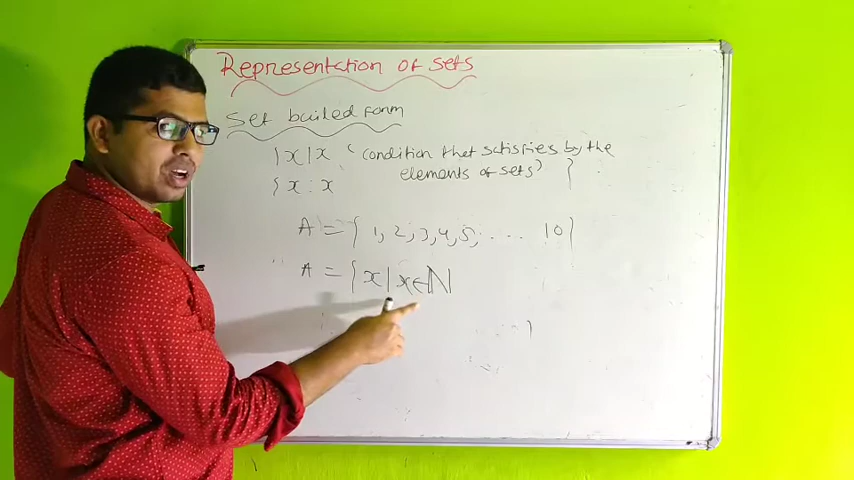 Representation of sets
Set builed form
{x|x (condition that satisfies by the
{x : x elements of sets) }
A = { 1, 2, 3, 4, 5, .... 10 }
A = { x | x ∈ ℕ